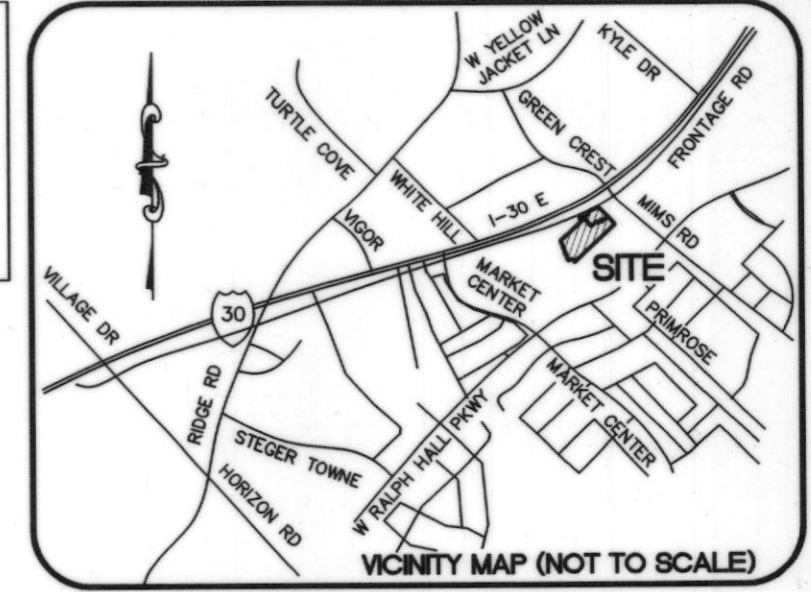 W YELLOW
JACKET LN
KYLE DR
FRONTAGE RD
TURTLE COVE
GREEN CREST
WHITE HILL
I-30 E
MIMS RD
VIGOR
SITE
MARKET
CENTER
VILLAGE DR
30
PRIMROSE
RIDGE RD
MARKET CENTER
STEGER TOWNE
W RALPH HALL PKWY
HORIZON RD
VICINITY MAP (NOT TO SCALE)